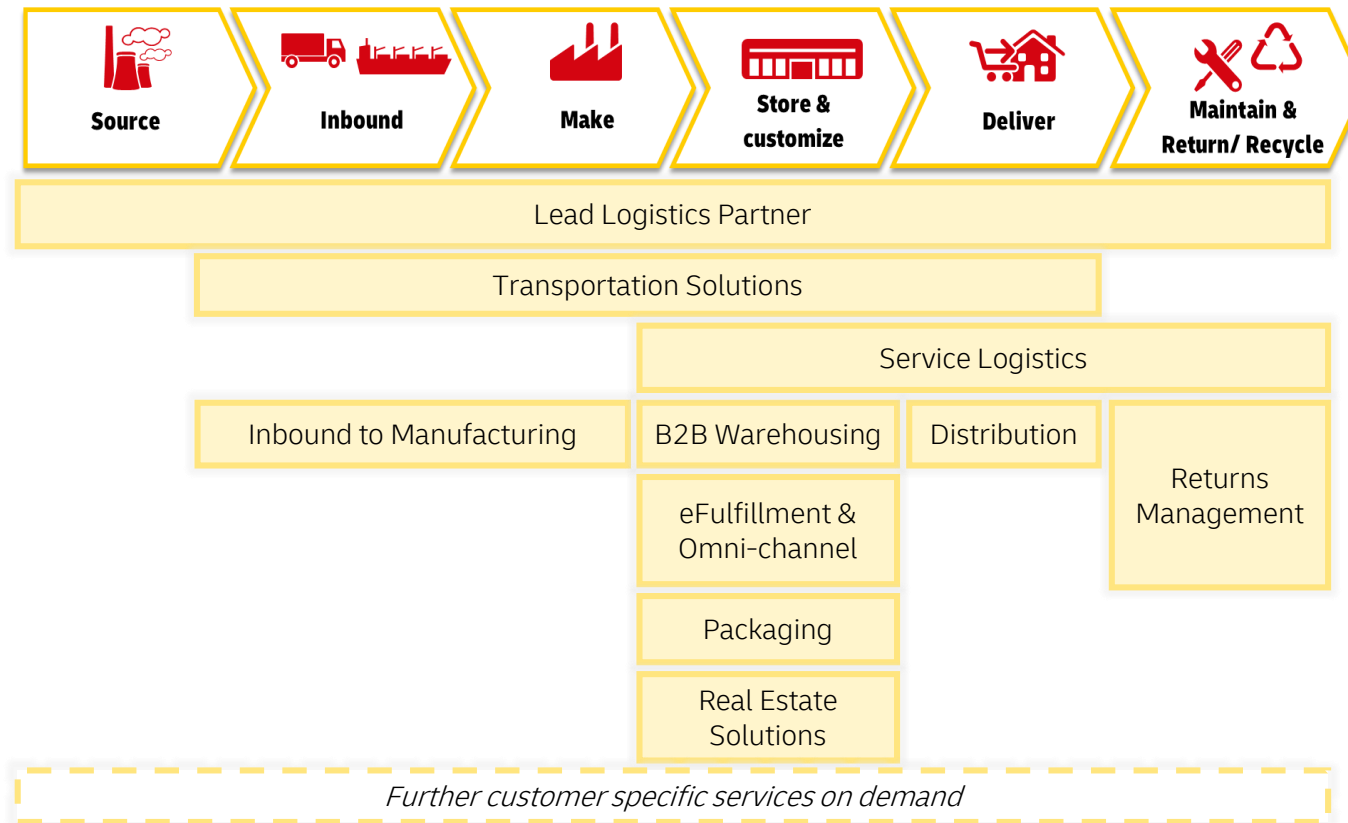 Source
Inbound
Make
Store &
customize
Deliver
Maintain &
Return/ Recycle
Lead Logistics Partner
Transportation Solutions
Service Logistics
Inbound to Manufacturing
B2B Warehousing
Distribution
Returns
Management
eFulfillment &
Omni-channel
Packaging
Real Estate
Solutions
Further customer specific services on demand